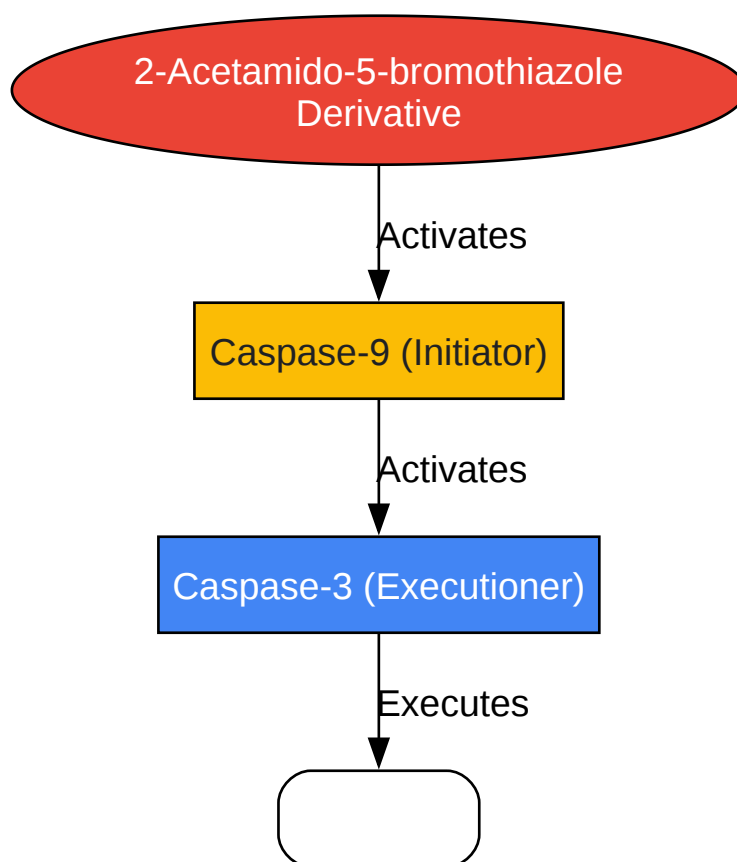 2-Acetamido-5-bromothiazole
Derivative
Activates
Caspase-9 (Initiator)
Activates
Caspase-3 (Executioner)
Executes